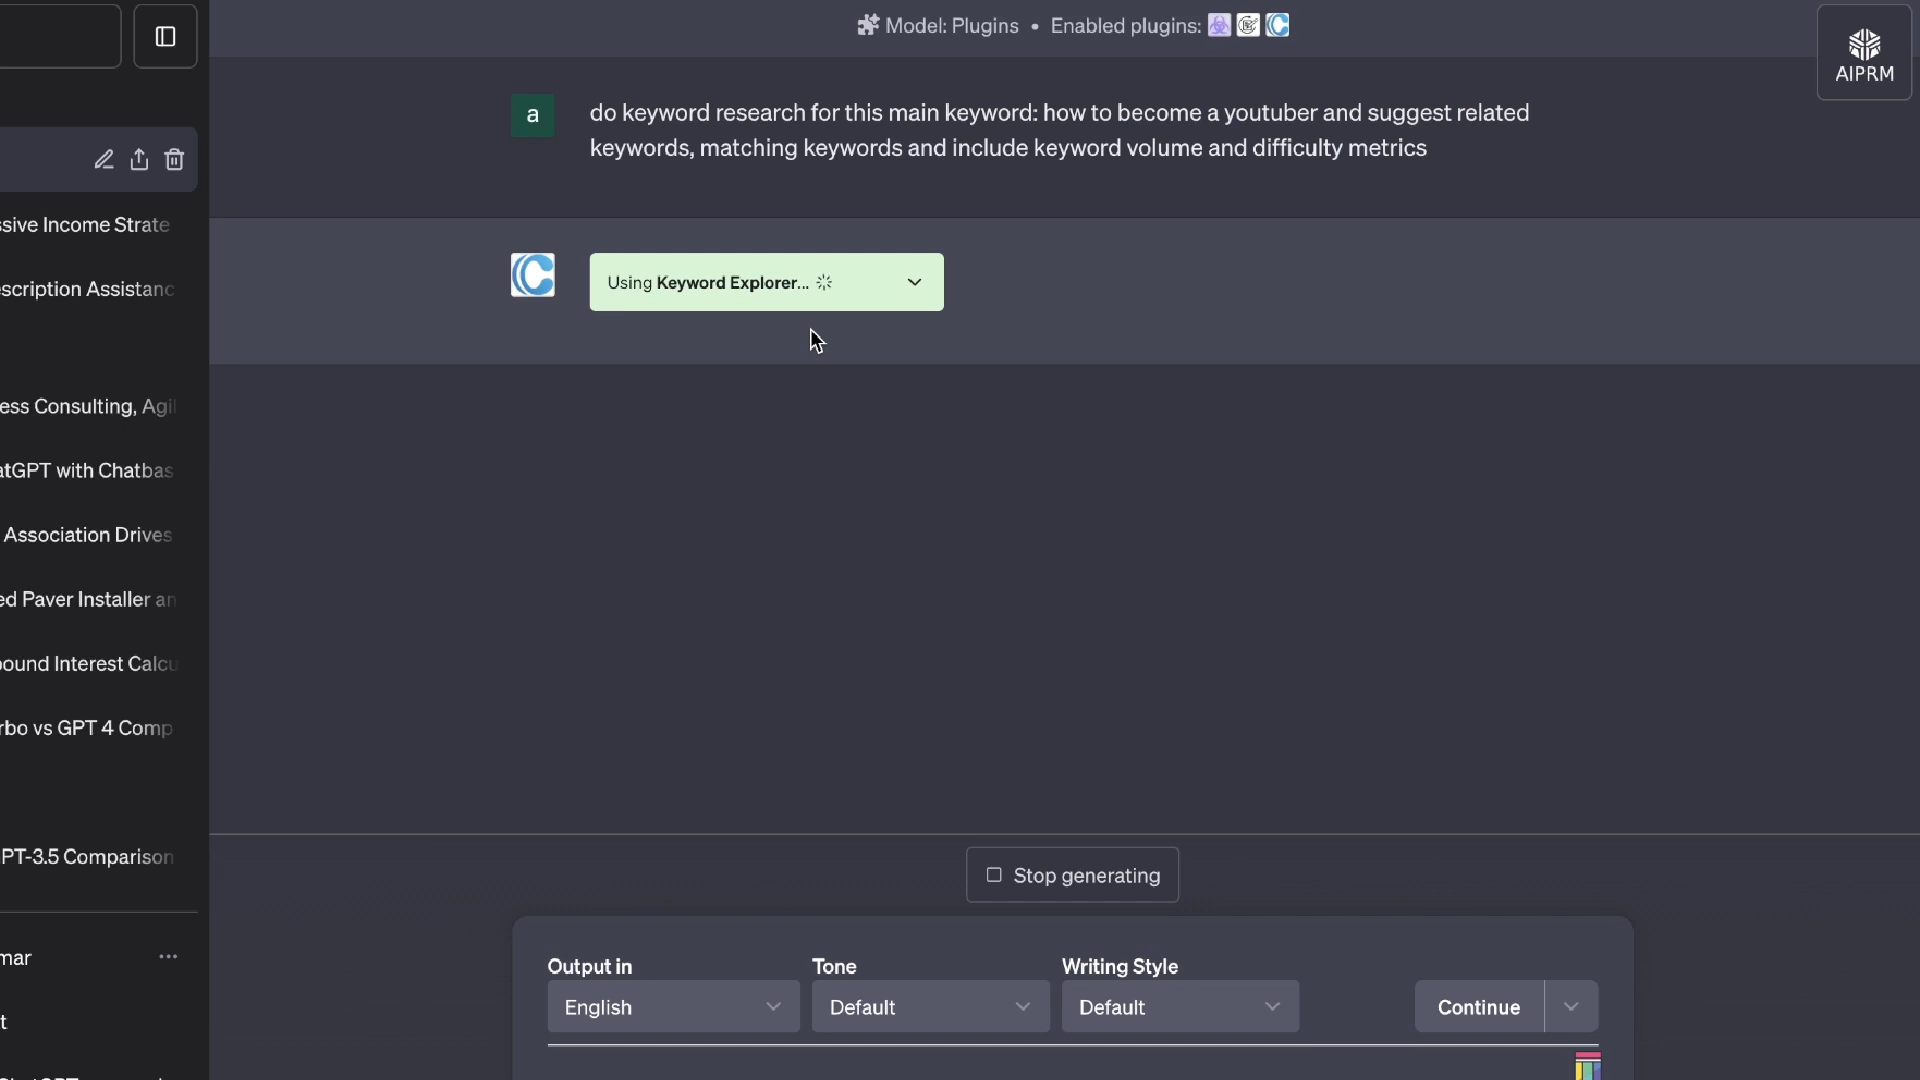 Model: Plugins • Enabled plugins:
AIPRM
do keyword research for this main keyword: how to become a youtuber and suggest related
keywords, matching keywords and include keyword volume and difficulty metrics
a
ssive Income Strate
scription Assistanc
Using Keyword Explorer...
ess Consulting, Agil
atGPT with Chatbas
Association Drives
ed Paver Installer an
ound Interest Calcu
rbo vs GPT 4 Comp
PT-3.5 Comparison
Stop generating
mar
Output in
Tone
Writing Style
English
Default
Default
Continue
t